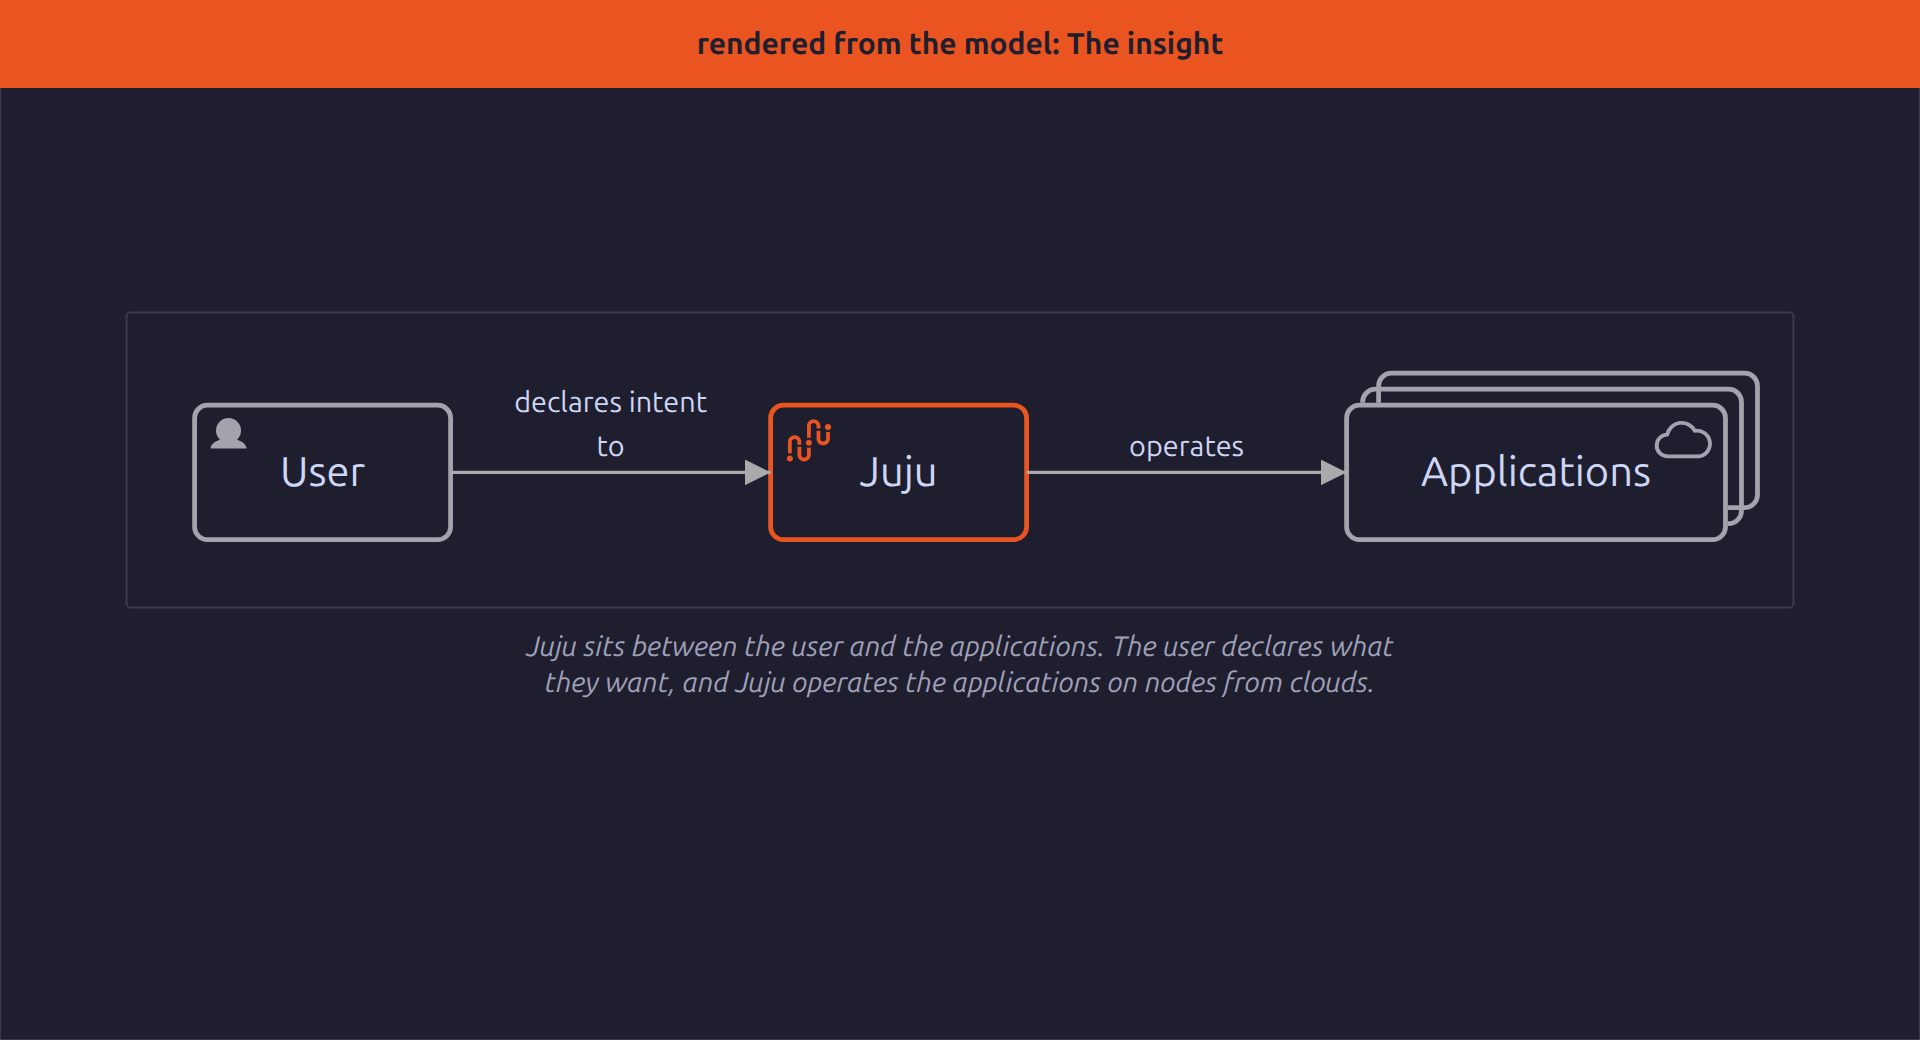 rendered from the model: The insight
declares intent
to
operates
User
Juju
Applications
Juju sits between the user and the applications. The user declares what
they want, and Juju operates the applications on nodes from clouds.